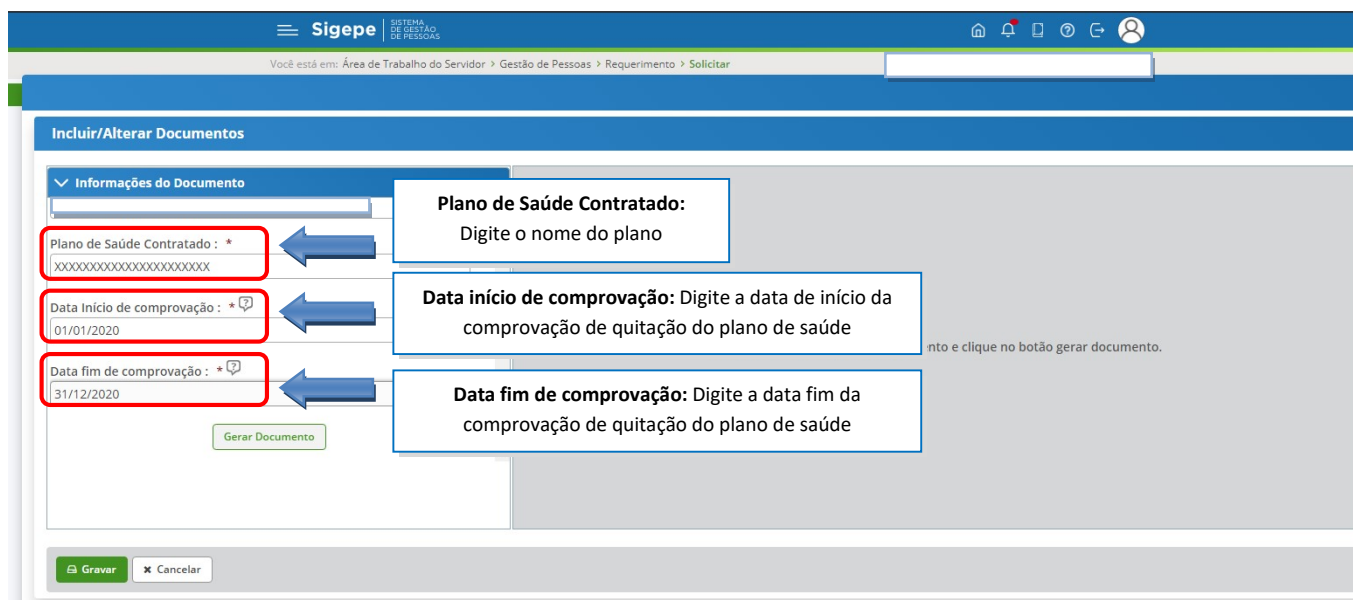 Sigepe SISTEMA DE GESTÃO DE PESSOAS
Você está em: Área de Trabalho do Servidor > Gestão de Pessoas > Requerimento > Solicitar
Incluir/Alterar Documentos
Informações do Documento
Plano de Saúde Contratado : *
XXXXXXXXXXXXXXXXXXXXXX
Data Início de comprovação : *
01/01/2020
Data fim de comprovação : *
31/12/2020
Gerar Documento
Plano de Saúde Contratado:
Digite o nome do plano
Data início de comprovação: Digite a data de início da
comprovação de quitação do plano de saúde
Data fim de comprovação: Digite a data fim da
comprovação de quitação do plano de saúde
e clique no botão gerar documento.
Gravar
Cancelar